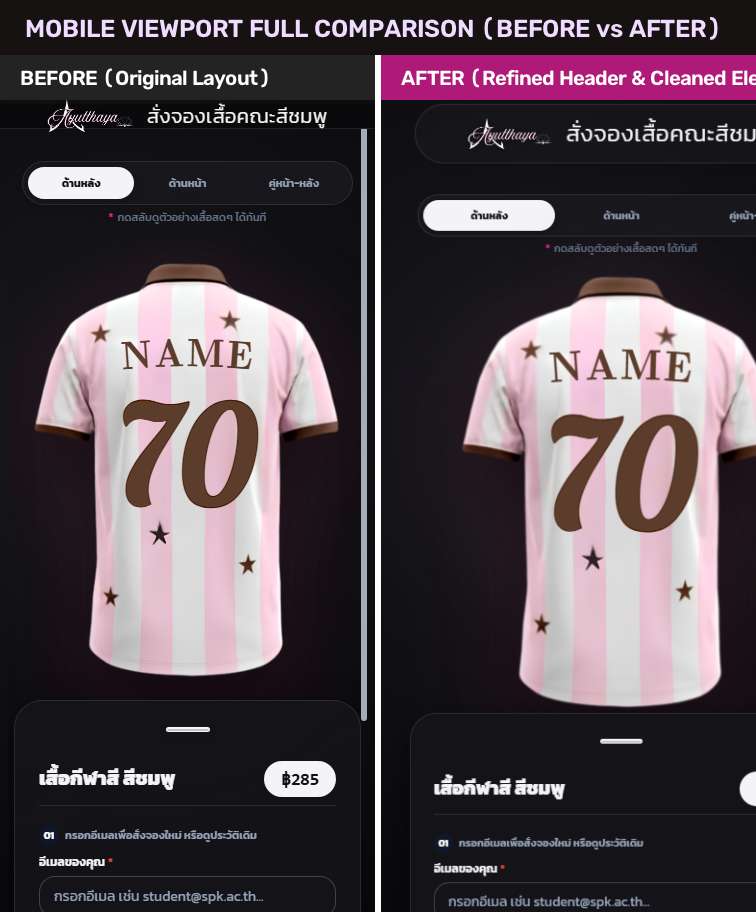 MOBILE VIEWPORT FULL COMPARISON (BEFORE vs AFTER)
BEFORE (Original Layout)
Ayutthaya สั่งจองเสื้อคณะสีชมพู
ด้านหลัง ด้านหน้า คู่หน้า-หลัง
* กดสลับดูตัวอย่างเสื้อสดๆ ได้ทันที
NAME
70
เสื้อกีฬาสี สีชมพู
฿285
01 กรอกอีเมลเพื่อสั่งจองใหม่ หรือดูประวัติเดิม
อีเมลของคุณ *
กรอกอีเมล เช่น student@spk.ac.th...
AFTER (Refined Header & Cleaned Ele
Ayutthaya สั่งจองเสื้อคณะสีชม
ด้านหลัง ด้านหน้า คู่หน้า-
* กดสลับดูตัวอย่างเสื้อสดๆ ได้ทันที
NAME
70
เสื้อกีฬาสี สีชมพู
01 กรอกอีเมลเพื่อสั่งจองใหม่ หรือดูประวัติเดิม
อีเมลของคุณ *
กรอกอีเมล เช่น student@spk.ac.th...